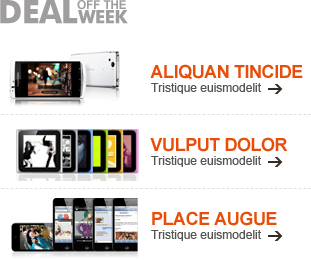 DEAL OFF THE
WEEK
ALIQUAN TINCIDE
Tristique euismodelit
VULPUT DOLOR
Tristique euismodelit
PLACE AUGUE
Tristique euismodelit